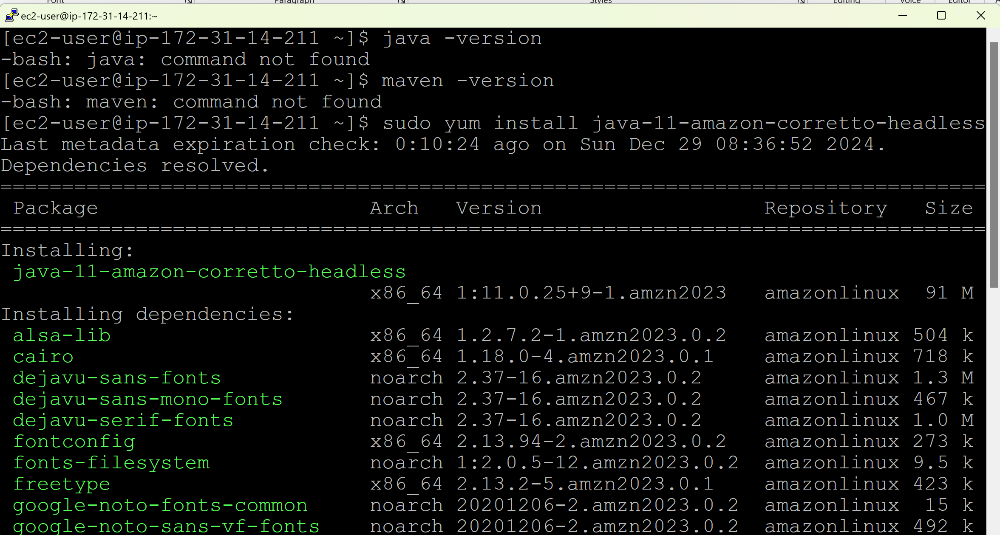 Font Paragraph Styles Editing Voice Editor
ec2-user@ip-172-31-14-211:~
[ec2-user@ip-172-31-14-211 ~]$ java -version
-bash: java: command not found
[ec2-user@ip-172-31-14-211 ~]$ maven -version
-bash: maven: command not found
[ec2-user@ip-172-31-14-211 ~]$ sudo yum install java-11-amazon-corretto-headless
Last metadata expiration check: 0:10:24 ago on Sun Dec 29 08:36:52 2024.
Dependencies resolved.
================================================================================
Package Arch Version Repository Size
================================================================================
Installing:
java-11-amazon-corretto-headless
x86_64 1:11.0.25+9-1.amzn2023 amazonlinux 91 M
Installing dependencies:
alsa-lib x86_64 1.2.7.2-1.amzn2023.0.2 amazonlinux 504 k
cairo x86_64 1.18.0-4.amzn2023.0.1 amazonlinux 718 k
dejavu-sans-fonts noarch 2.37-16.amzn2023.0.2 amazonlinux 1.3 M
dejavu-sans-mono-fonts noarch 2.37-16.amzn2023.0.2 amazonlinux 467 k
dejavu-serif-fonts noarch 2.37-16.amzn2023.0.2 amazonlinux 1.0 M
fontconfig x86_64 2.13.94-2.amzn2023.0.2 amazonlinux 273 k
fonts-filesystem noarch 1:2.0.5-12.amzn2023.0.2 amazonlinux 9.5 k
freetype x86_64 2.13.2-5.amzn2023.0.1 amazonlinux 423 k
google-noto-fonts-common noarch 20201206-2.amzn2023.0.2 amazonlinux 15 k
google-noto-sans-vf-fonts noarch 20201206-2.amzn2023.0.2 amazonlinux 492 k